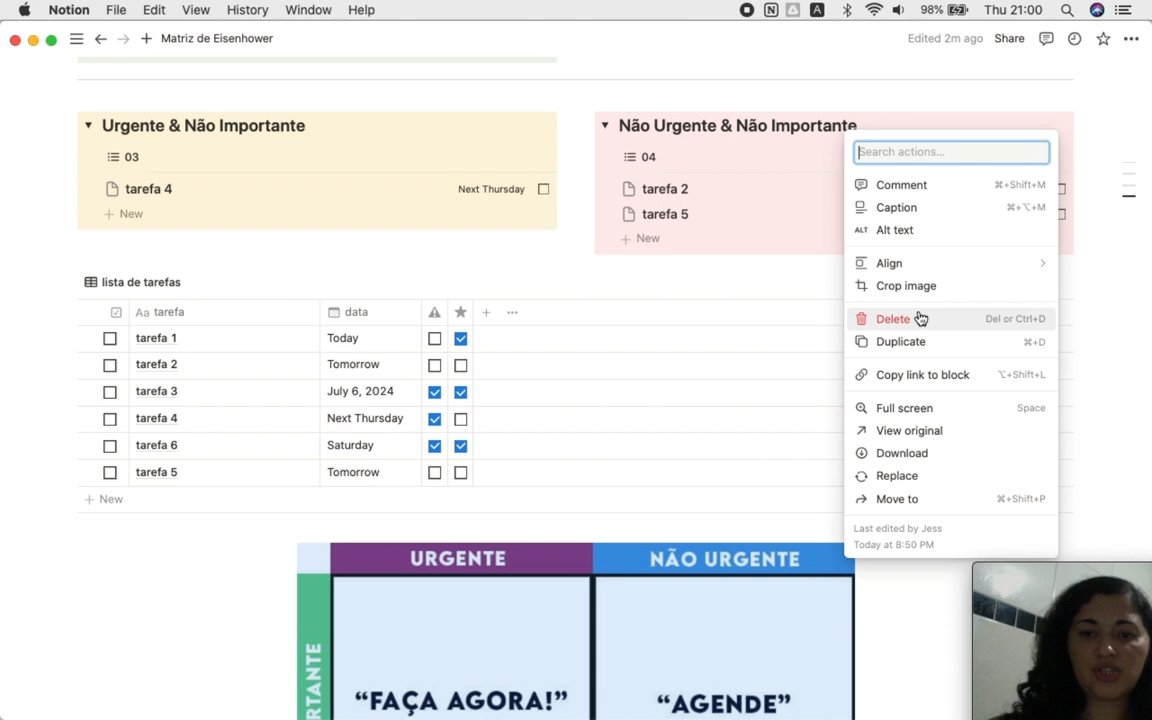 Notion File Edit View History Window Help 98% Thu 21:00
Matriz de Eisenhower Edited 2m ago Share
Urgente & Não Importante
03
tarefa 4 Next Thursday
New
Não Urgente & Não Importante
04
tarefa 2
tarefa 5
New
lista de tarefas
Aa tarefa data
tarefa 1 Today
tarefa 2 Tomorrow
tarefa 3 July 6, 2024
tarefa 4 Next Thursday
tarefa 6 Saturday
tarefa 5 Tomorrow
New
Search actions...
Comment ⌘+Shift+M
Caption ⌘+⌥+M
ALT Alt text
Align
Crop image
Delete Del or Ctrl+D
Duplicate ⌘+D
Copy link to block ⌥+Shift+L
Full screen Space
View original
Download
Replace
Move to ⌘+Shift+P
Last edited by Jess
Today at 8:50 PM
URGENTE NÃO URGENTE
RTANTE
“FAÇA AGORA!” “AGENDE”